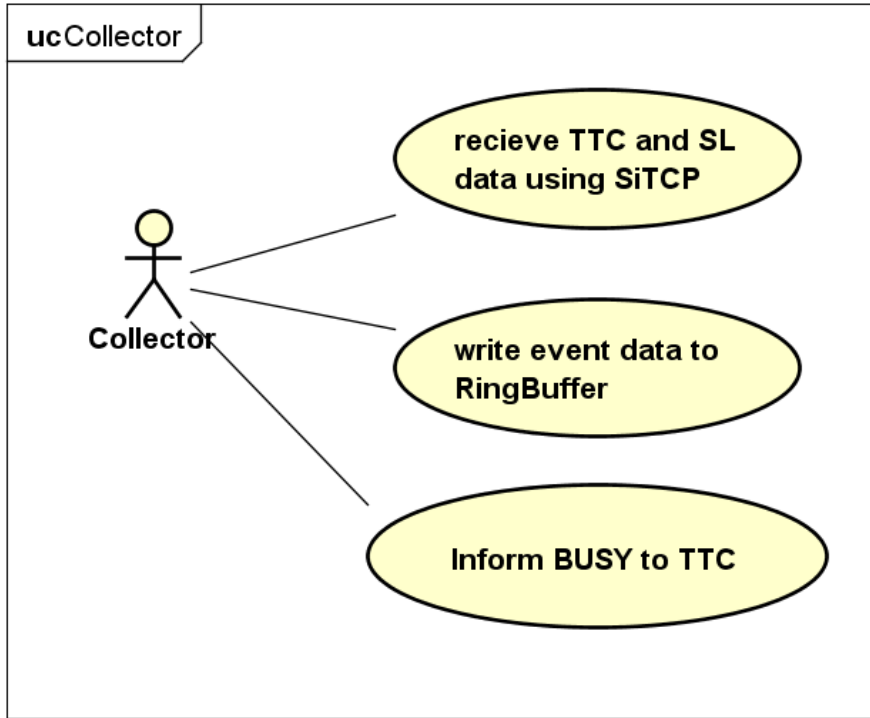 ucCollector
recieve TTC and SL
data using SiTCP
Collector
write event data to
RingBuffer
Inform BUSY to TTC